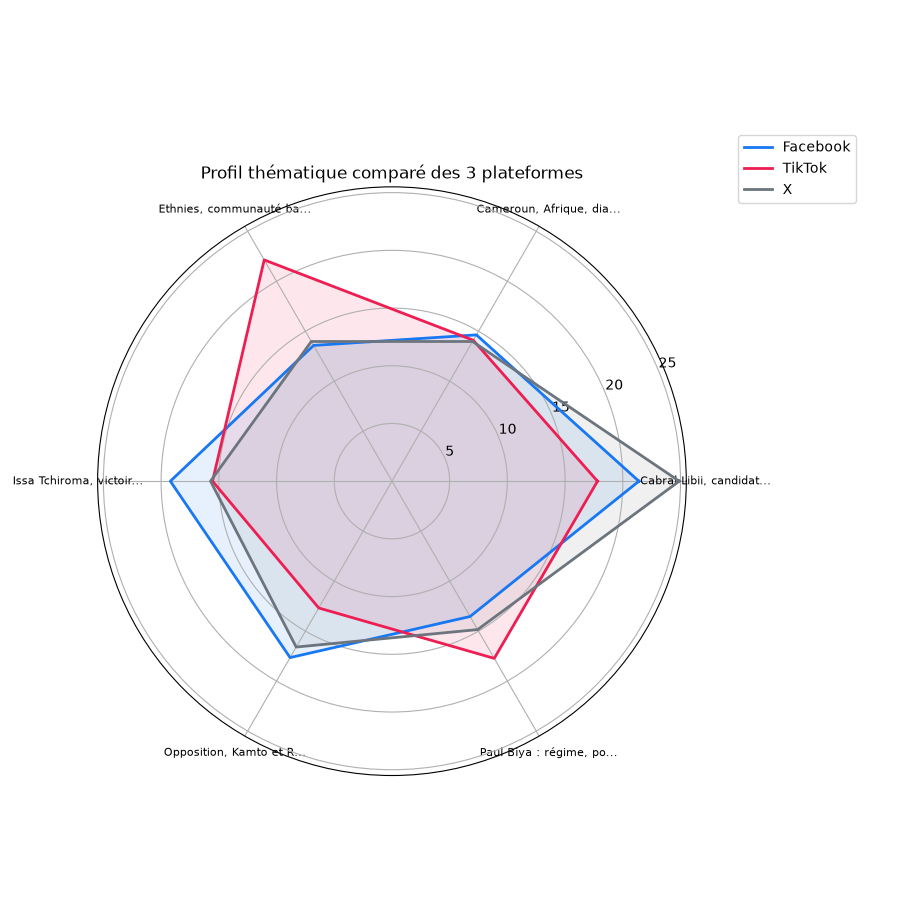 Facebook
TikTok
X
Profil thématique comparé des 3 plateformes
Ethnies, communauté ba...
Cameroun, Afrique, dia...
25
20
15
10
5
Issa Tchiroma, victoir...
Cabral Libii, candidat...
Opposition, Kamto et R...
Paul Biya : régime, po...